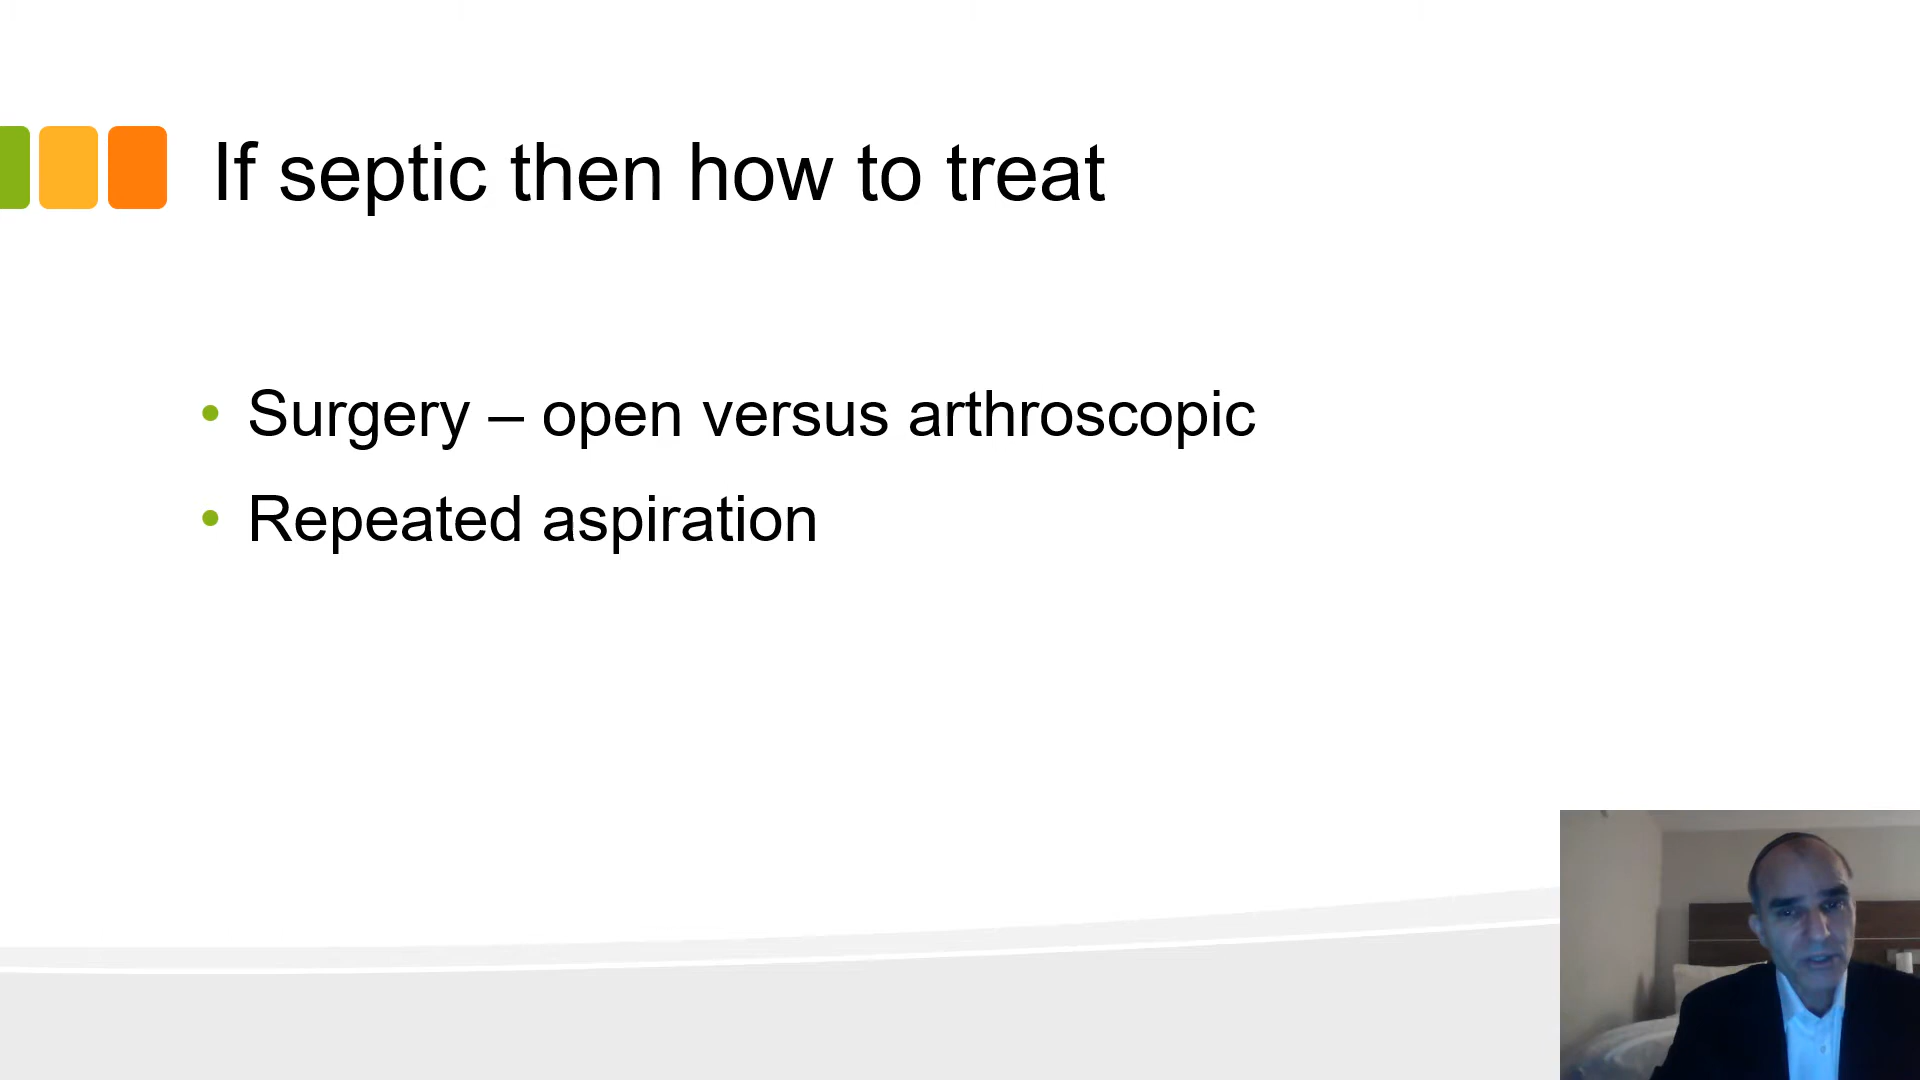 If septic then how to treat
• Surgery – open versus arthroscopic
• Repeated aspiration